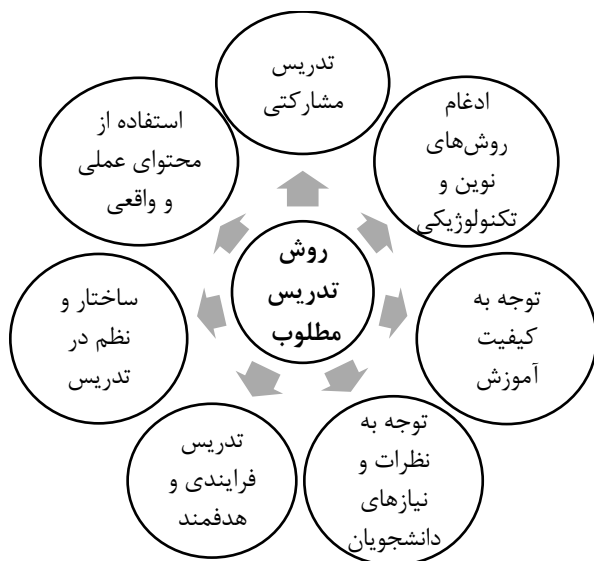 تدریس
مشارکتی
ادغام
روش‌های
نوین و
تکنولوژیکی
توجه به
کیفیت
آموزش
توجه به
نظرات و
نیازهای
دانشجویان
تدریس
فرایندی و
هدفمند
ساختار و
نظم در
تدریس
استفاده از
محتوای عملی
و واقعی
روش
تدریس
مطلوب